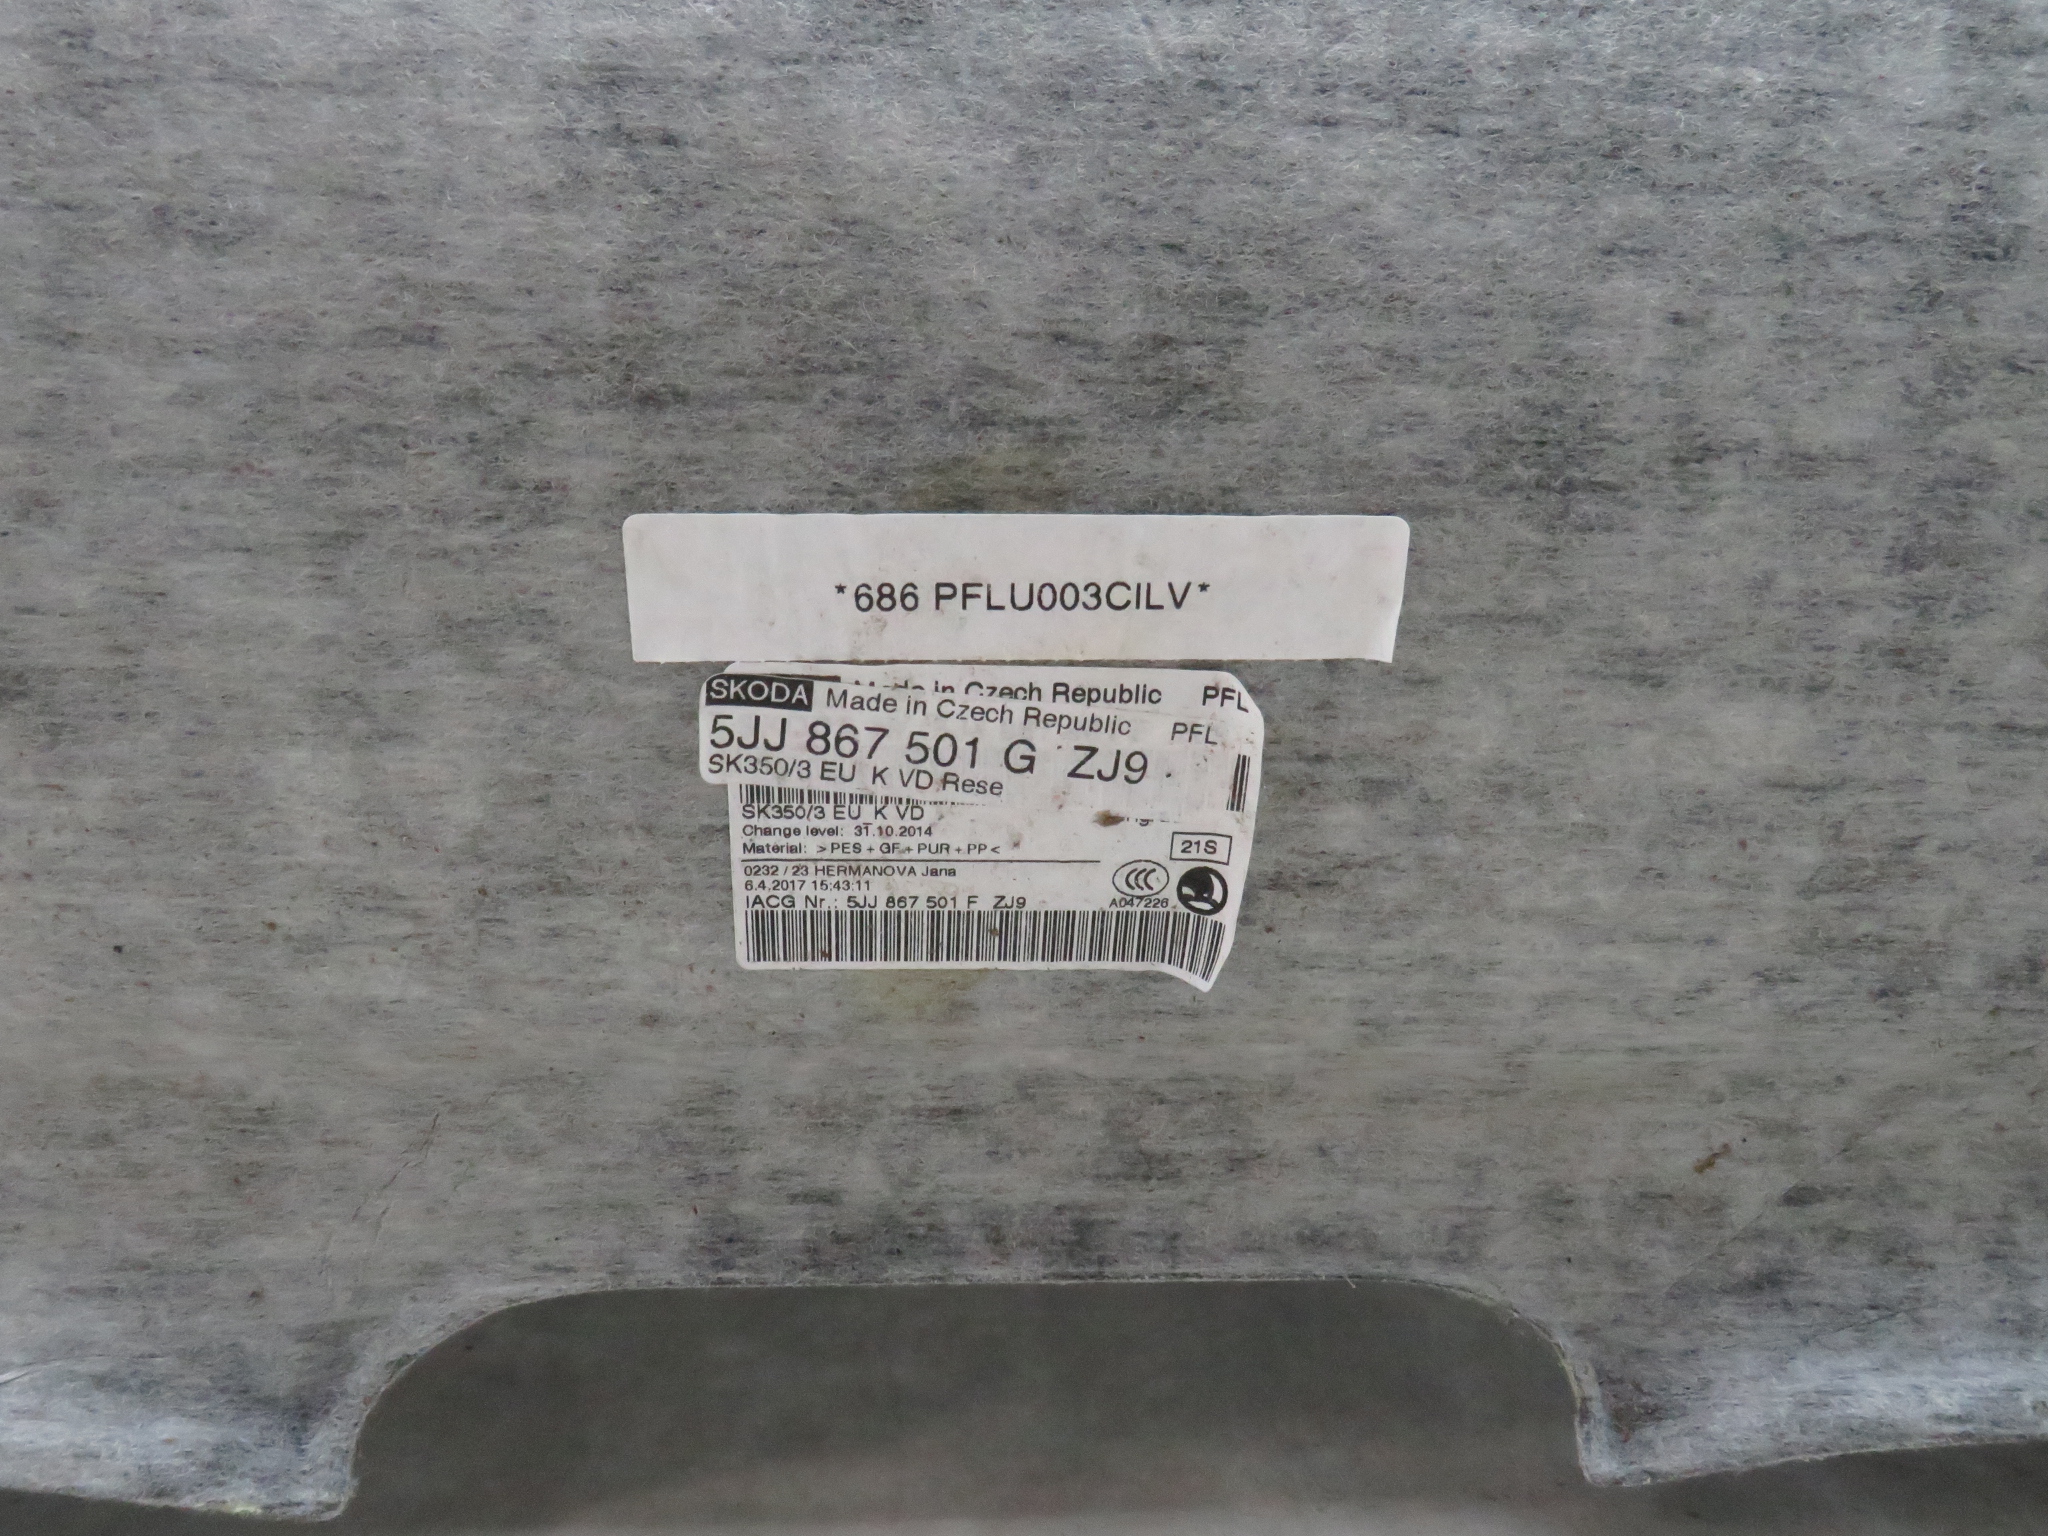 *686 PFLU003CILV*
in Czech Republic PFL
SKODA Made in Czech Republic PFL
5JJ 867 501 G ZJ9
SK350/3 EU K VD Rese
SK350/3 EU K VD
Change level: 31.10.2014
Material: >PES+GF+PUR+PP<
21S
0232 / 23 HERMANOVA Jana
6.4.2017 15:43:11
IACG Nr.: 5JJ 867 501 F ZJ9
A047226